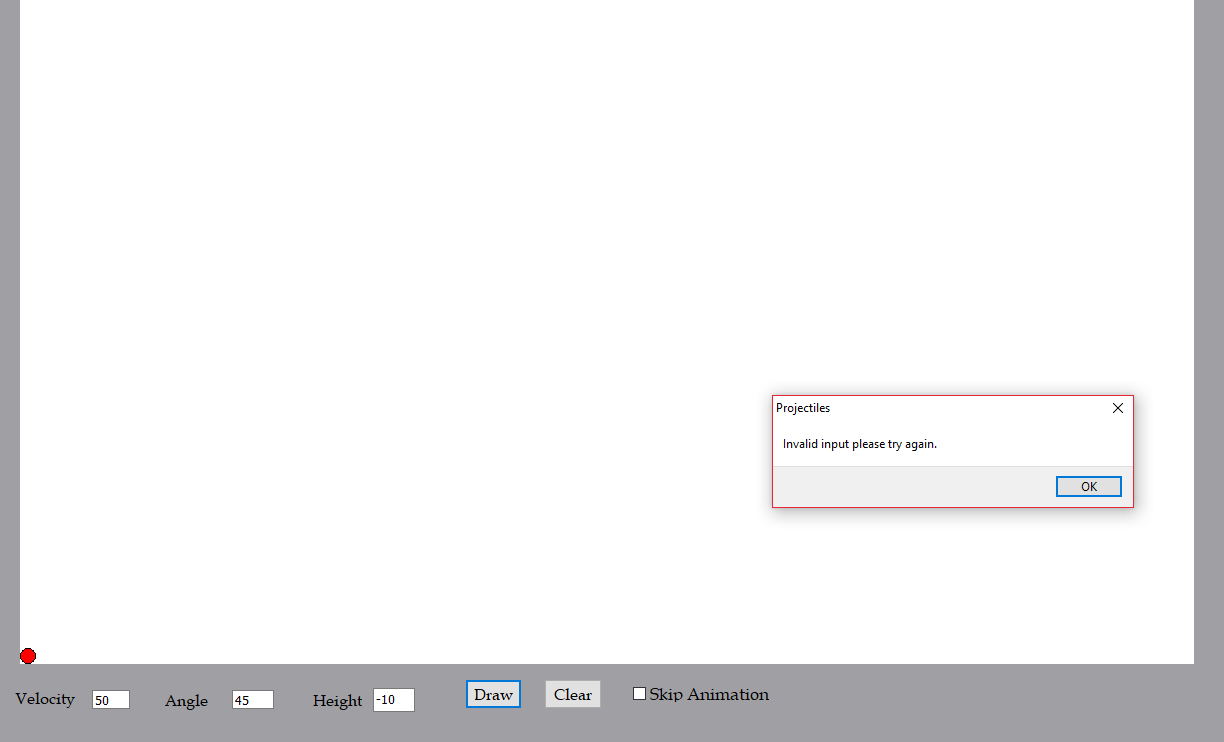 Projectiles
Invalid input please try again.
OK
Velocity 50 Angle 45 Height -10 Draw Clear Skip Animation